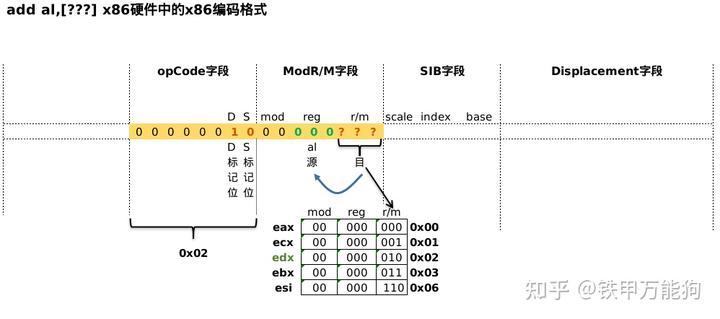 add al,[???] x86硬件中的x86编码格式
opCode字段 ModR/M字段 SIB字段 Displacement字段
D S mod reg r/m scale index base
0 0 0 0 0 0 1 0 0 0 0 0 0 ? ? ?
D S al 目
标 标 源
记 记
位 位
mod reg r/m
eax 00 000 000 0x00
ecx 00 000 001 0x01
edx 00 000 010 0x02
ebx 00 000 011 0x03
esi 00 000 110 0x06
0x02
知乎 @铁甲万能狗